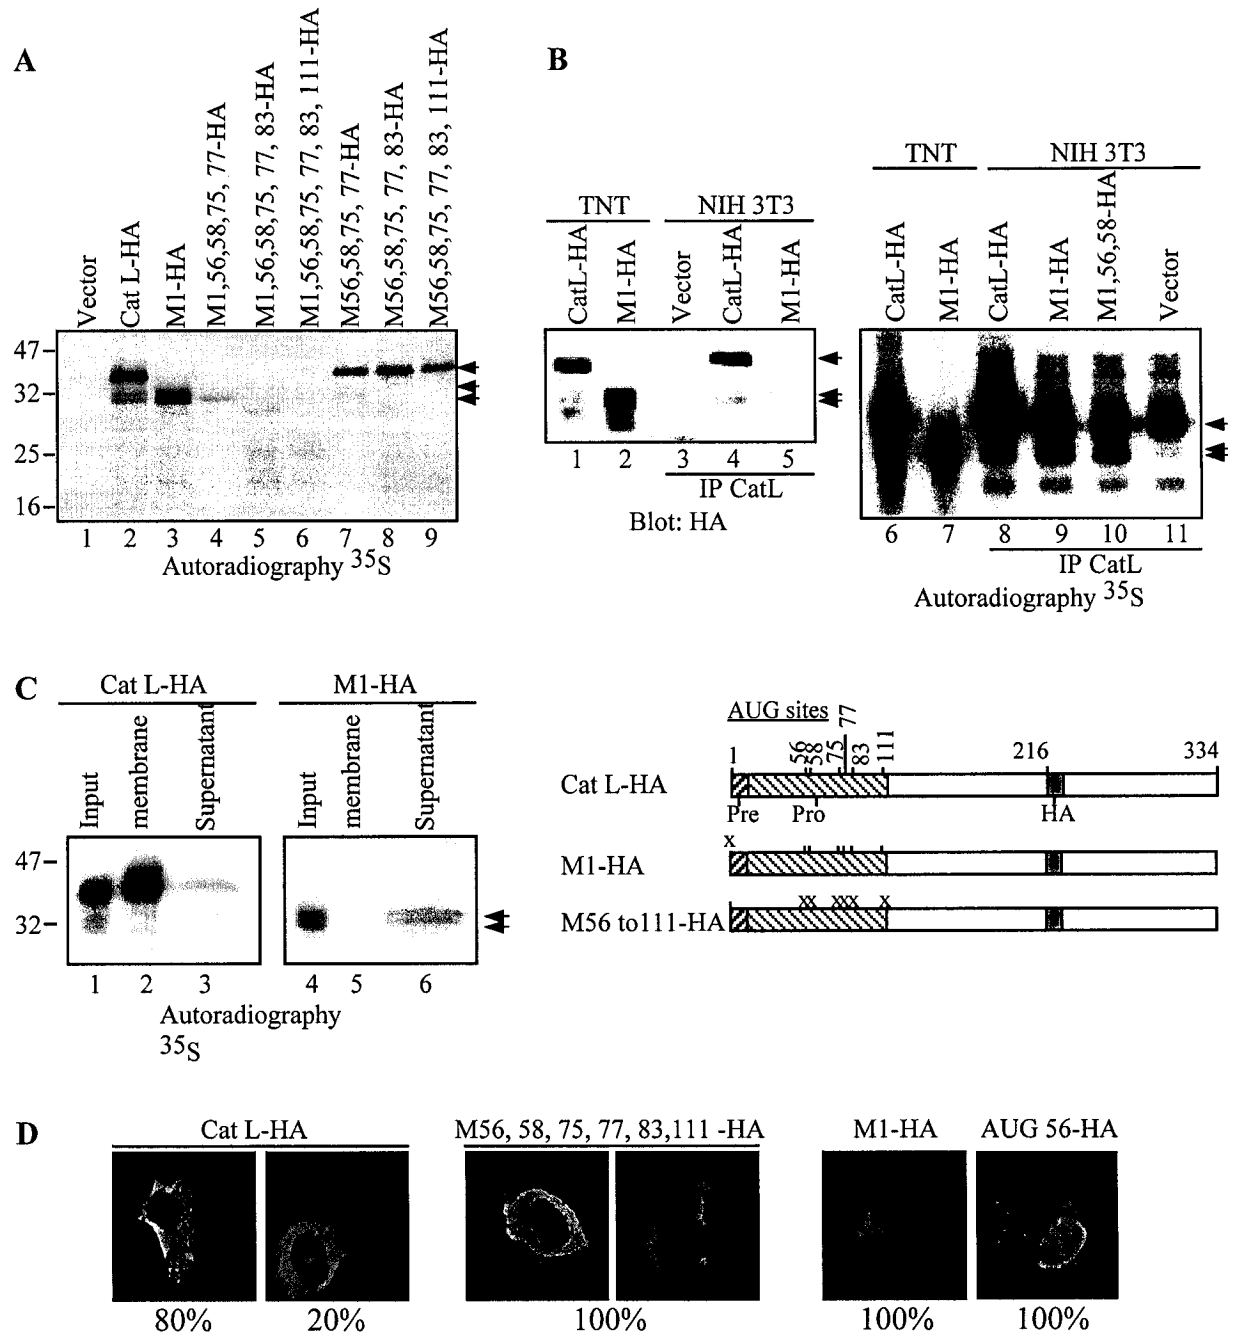 A
Vector
Cat L-HA
M1-HA
M1,56,58,75, 77-HA
M1,56,58,75, 77, 83-HA
M1,56,58,75, 77, 83, 111-HA
M56,58,75, 77-HA
M56,58,75, 77, 83-HA
M56,58,75, 77, 83, 111-HA
47
32
25
16
1 2 3 4 5 6 7 8 9
Autoradiography 35S
B
TNT NIH 3T3
CatL-HA
M1-HA
Vector
CatL-HA
M1-HA
1 2 3 4 5
IP CatL
Blot: HA
TNT NIH 3T3
CatL-HA
M1-HA
CatL-HA
M1-HA
M1,56,58-HA
Vector
6 7 8 9 10 11
IP CatL
Autoradiography 35S
C
Cat L-HA M1-HA
Input
membrane
Supernatant
Input
membrane
Supernatant
47
32
1 2 3 4 5 6
Autoradiography
35S
AUG sites
1 56 58 75 77 83 111 216 334
Cat L-HA
Pre Pro HA
x
M1-HA
xx xxx x
M56 to111-HA
D
Cat L-HA M56, 58, 75, 77, 83,111 -HA M1-HA AUG 56-HA
80% 20% 100% 100% 100%